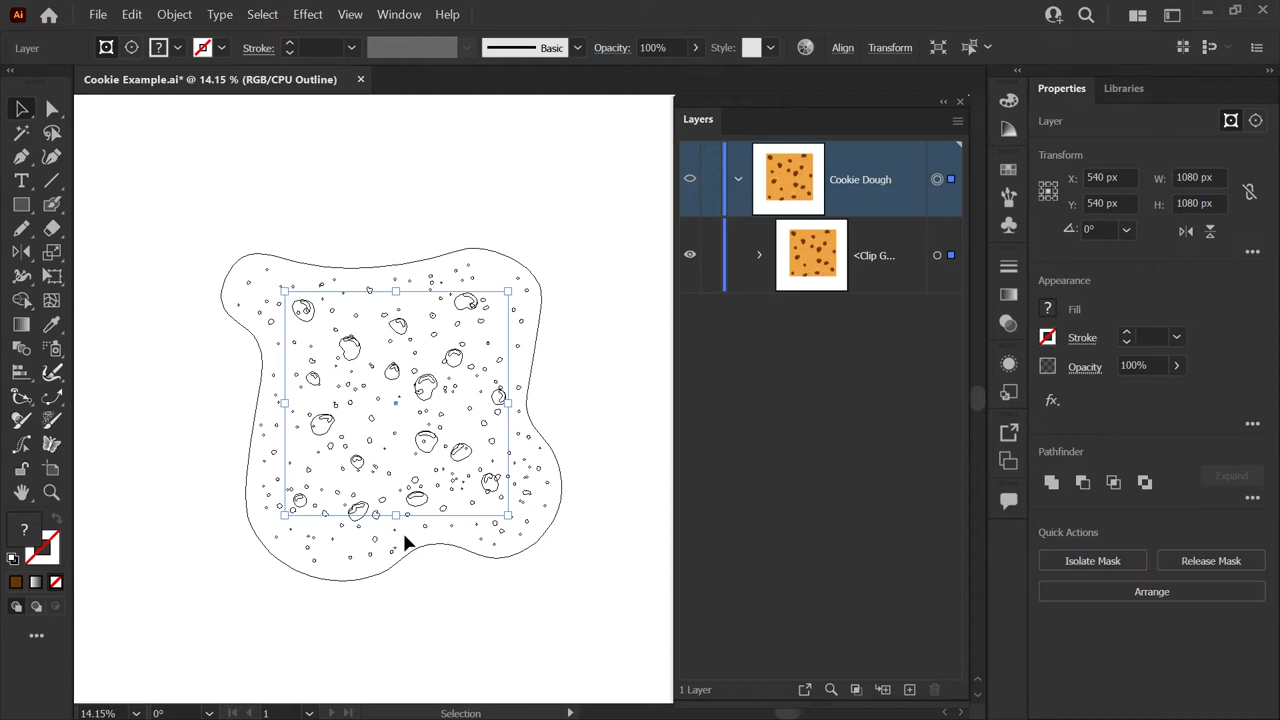 Ai File Edit Object Type Select Effect View Window Help
Layer ? Stroke: Basic Opacity: 100% Style: Align Transform
Cookie Example.ai* @ 14.15 % (RGB/CPU Outline)
Layers
Cookie Dough
<Clip G...
1 Layer
Properties Libraries
Layer
Transform
X: 540 px W: 1080 px
Y: 540 px H: 1080 px
0°
Appearance
? Fill
Stroke
Opacity 100%
fx.
Pathfinder
Expand
Quick Actions
Isolate Mask Release Mask
Arrange
?
14.15% 0° 1 Selection